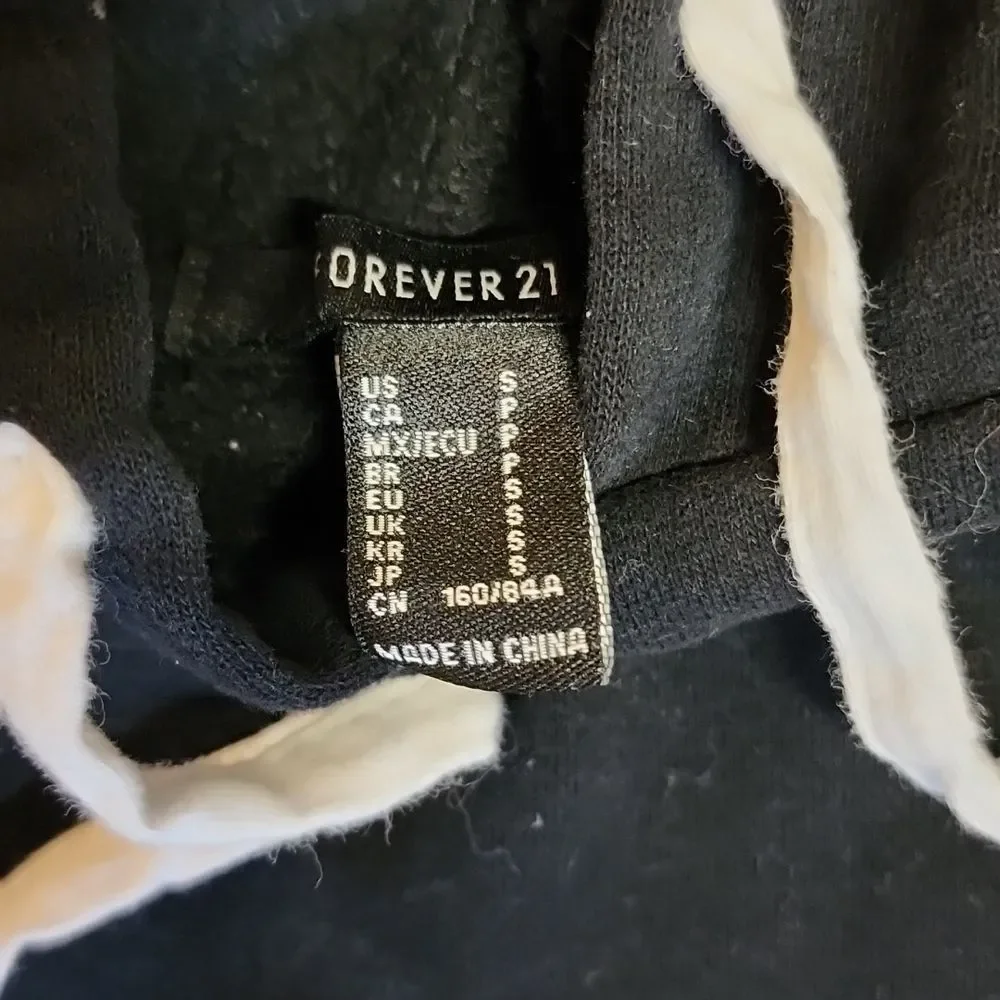 FOREVER 21
US S
CA P
MX/ECU P
BR P
EU S
UK S
KR S
JP S
CN 160/84A
MADE IN CHINA